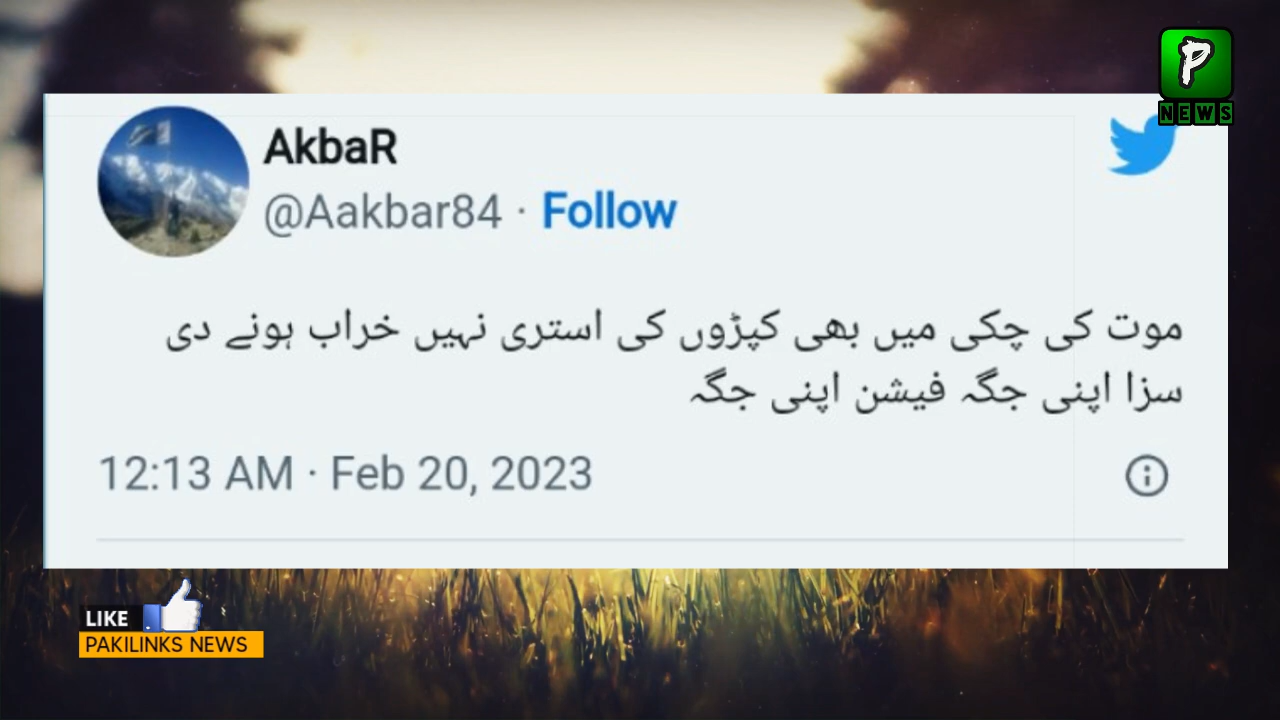 P
NEWS
AkbaR
@Aakbar84 · Follow
موت کی چکی میں بھی کپڑوں کی استری نہیں خراب ہونے دی
سزا اپنی جگہ فیشن اپنی جگہ
12:13 AM · Feb 20, 2023
LIKE
PAKILINKS NEWS